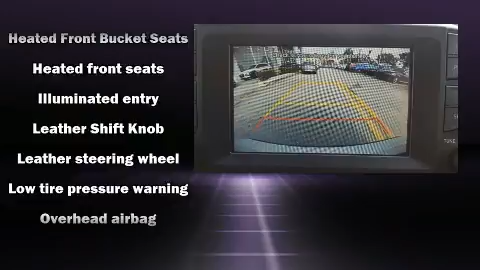 Heated Front Bucket Seats
Heated front seats
Illuminated entry
Leather Shift Knob
Leather steering wheel
Low tire pressure warning
Overhead airbag